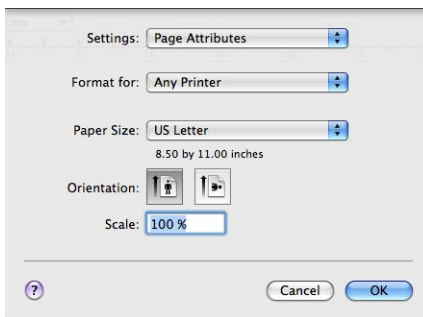 Settings: Page Attributes
Format for: Any Printer
Paper Size: US Letter
8.50 by 11.00 inches
Orientation:
Scale: 100 %
? Cancel OK